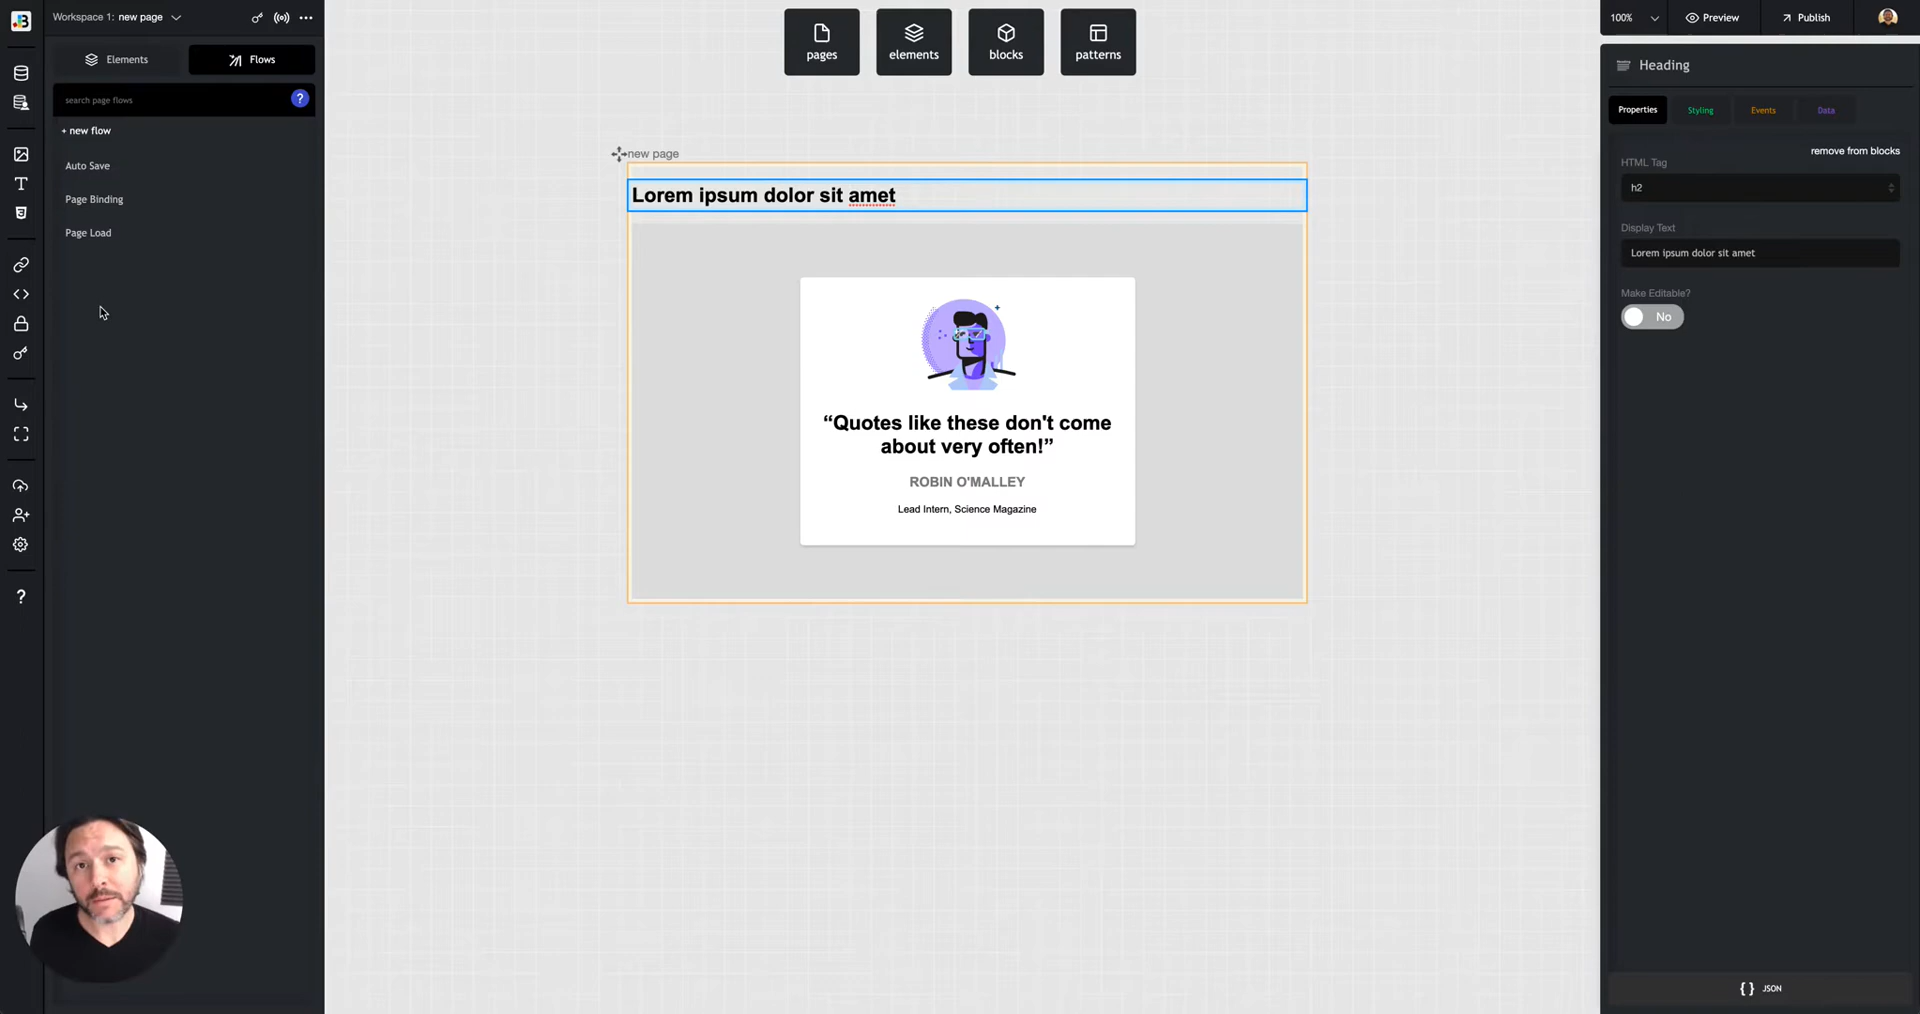 Workspace 1: new page
Elements
Flows
search page flows
?
+ new flow
Auto Save
Page Binding
Page Load
?
pages
elements
blocks
patterns
new page
Lorem ipsum dolor sit amet
“Quotes like these don't come
about very often!”
ROBIN O'MALLEY
Lead Intern, Science Magazine
100%
Preview
Publish
Heading
Properties
Styling
Events
Data
remove from blocks
HTML Tag
h2
Display Text
Lorem ipsum dolor sit amet
Make Editable?
No
{ } JSON